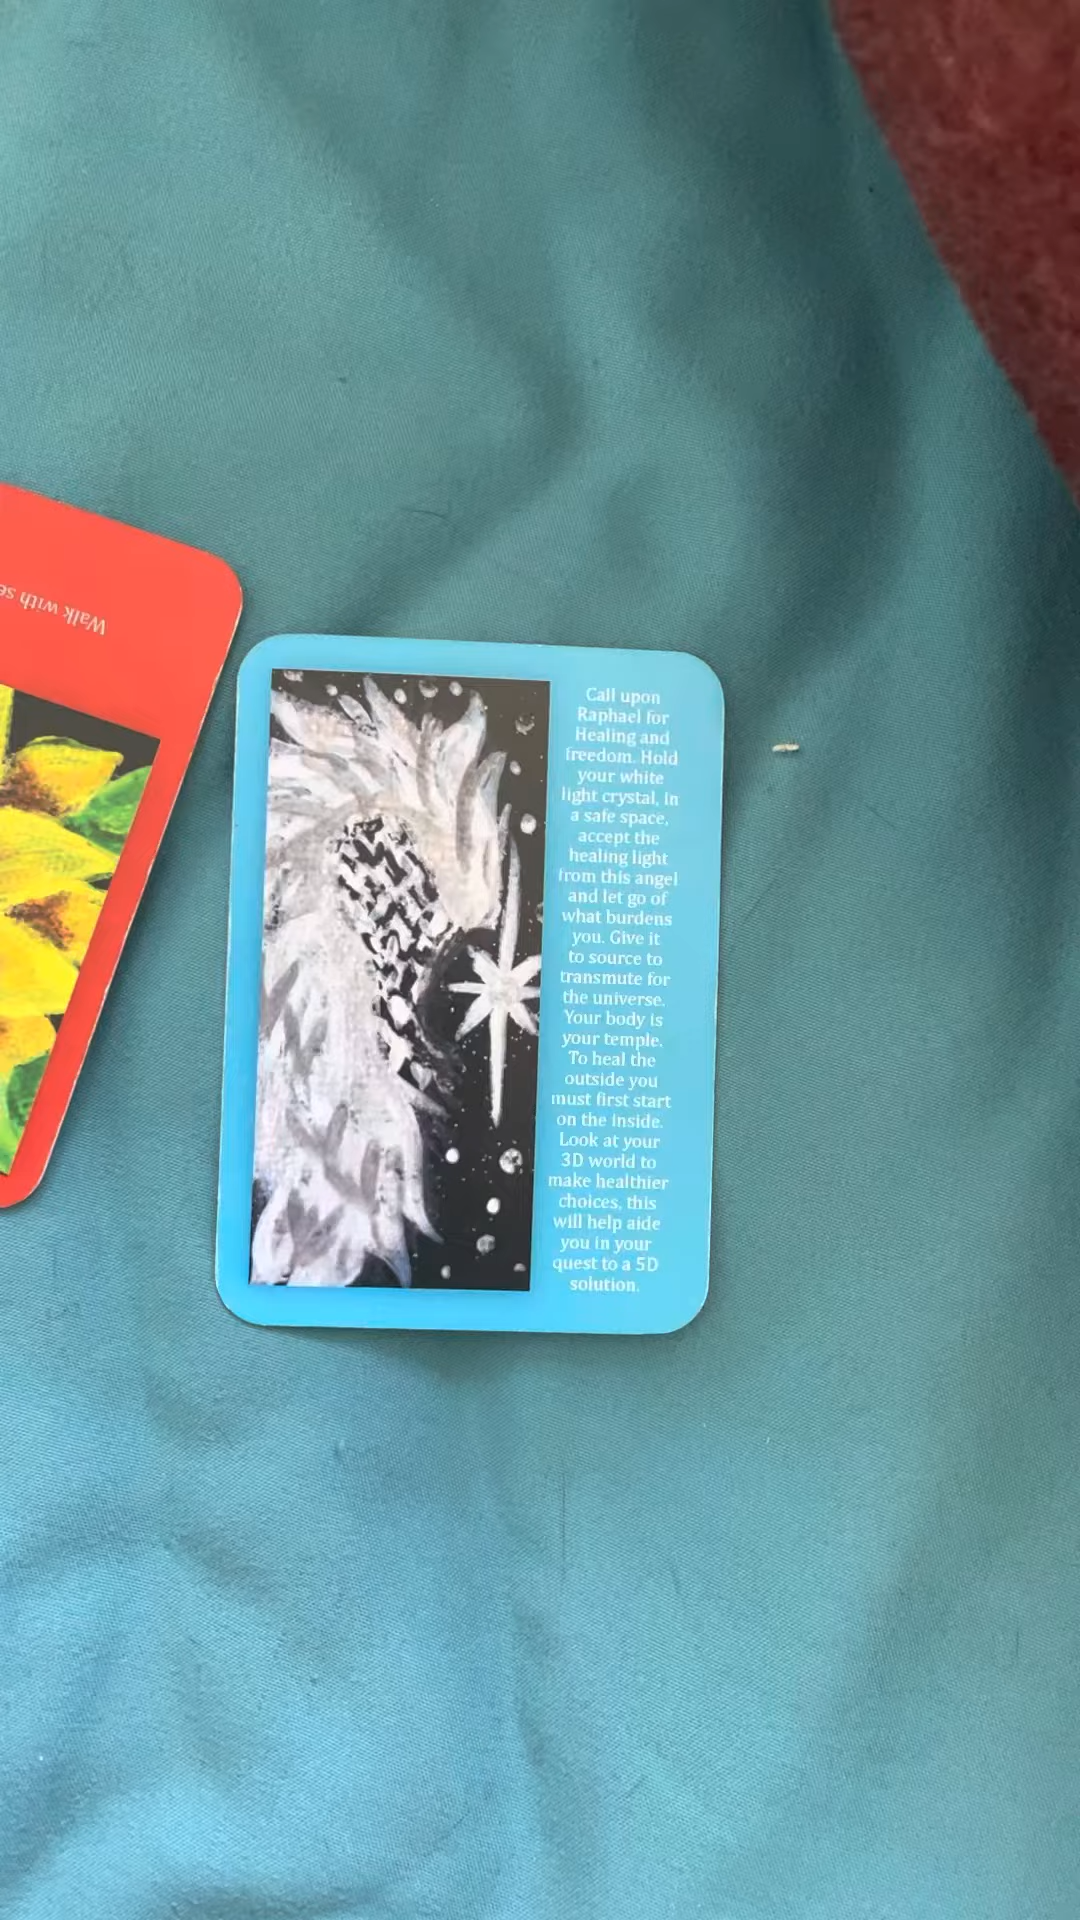 Walk with
Call upon
Raphael for
Healing and
freedom. Hold
your white
light crystal, in
a safe space,
accept the
healing light
from this angel
and let go of
what burdens
you. Give it
to source to
transmute for
the universe.
Your body is
your temple.
To heal the
outside you
must first start
on the inside.
Look at your
3D world to
make healthier
choices, this
will help aide
you in your
quest to a 5D
solution.